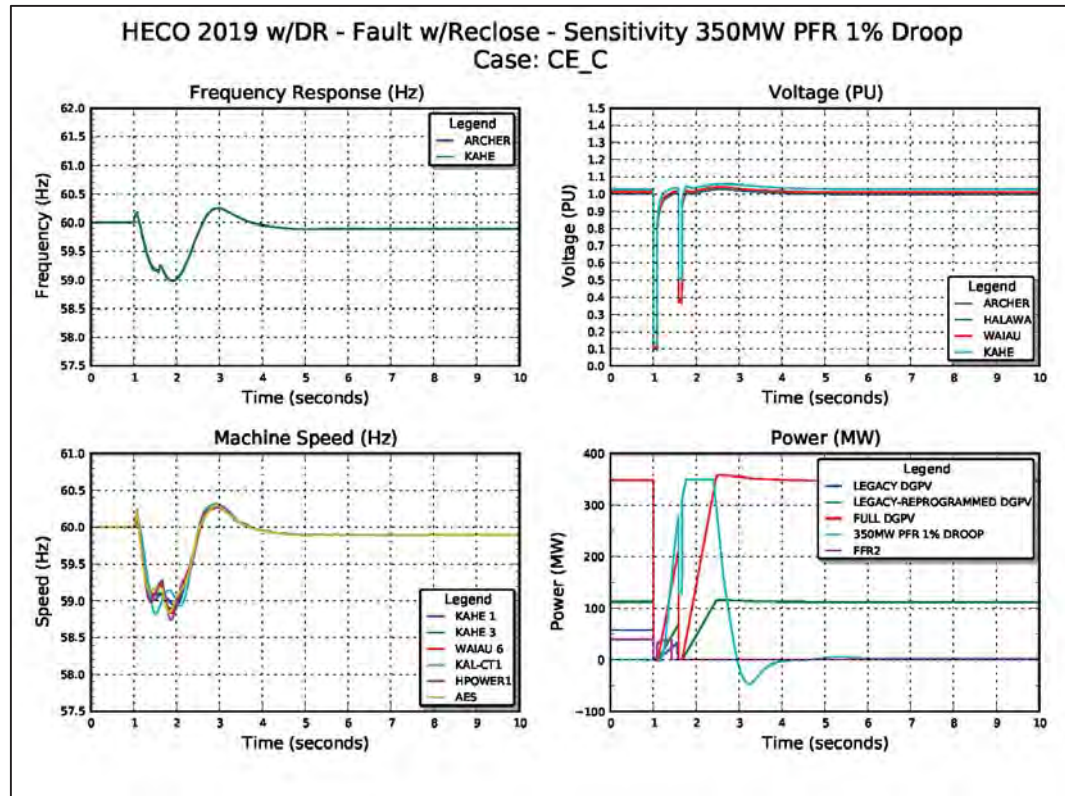 HECO 2019 w/DR - Fault w/Reclose - Sensitivity 350MW PFR 1% Droop
Case: CE_C
Frequency Response (Hz)
62.0
61.5
61.0
60.5
60.0
59.5
59.0
58.5
58.0
57.5
Frequency (Hz)
Legend
ARCHER
KAHE
0 1 2 3 4 5 6 7 8 9 10
Time (seconds)
Voltage (PU)
1.5
1.4
1.3
1.2
1.1
1.0
0.9
0.8
0.7
0.6
0.5
0.4
0.3
0.2
0.1
Voltage (PU)
Legend
ARCHER
HALAWA
WAIAU
KAHE
0 1 2 3 4 5 6 7 8 9 10
Time (seconds)
Machine Speed (Hz)
61.0
60.5
60.0
59.5
59.0
58.5
58.0
57.5
Speed (Hz)
Legend
KAHE 1
KAHE 3
WAIAU 6
KAL-CT1
HPOWER1
AES
0 1 2 3 4 5 6 7 8 9 10
Time (seconds)
Power (MW)
400
300
200
100
0
−100
Power (MW)
Legend
LEGACY DGPV
LEGACY-REPROGRAMMED DGPV
FULL DGPV
350MW PFR 1% DROOP
FFR2
0 1 2 3 4 5 6 7 8 9 10
Time (seconds)